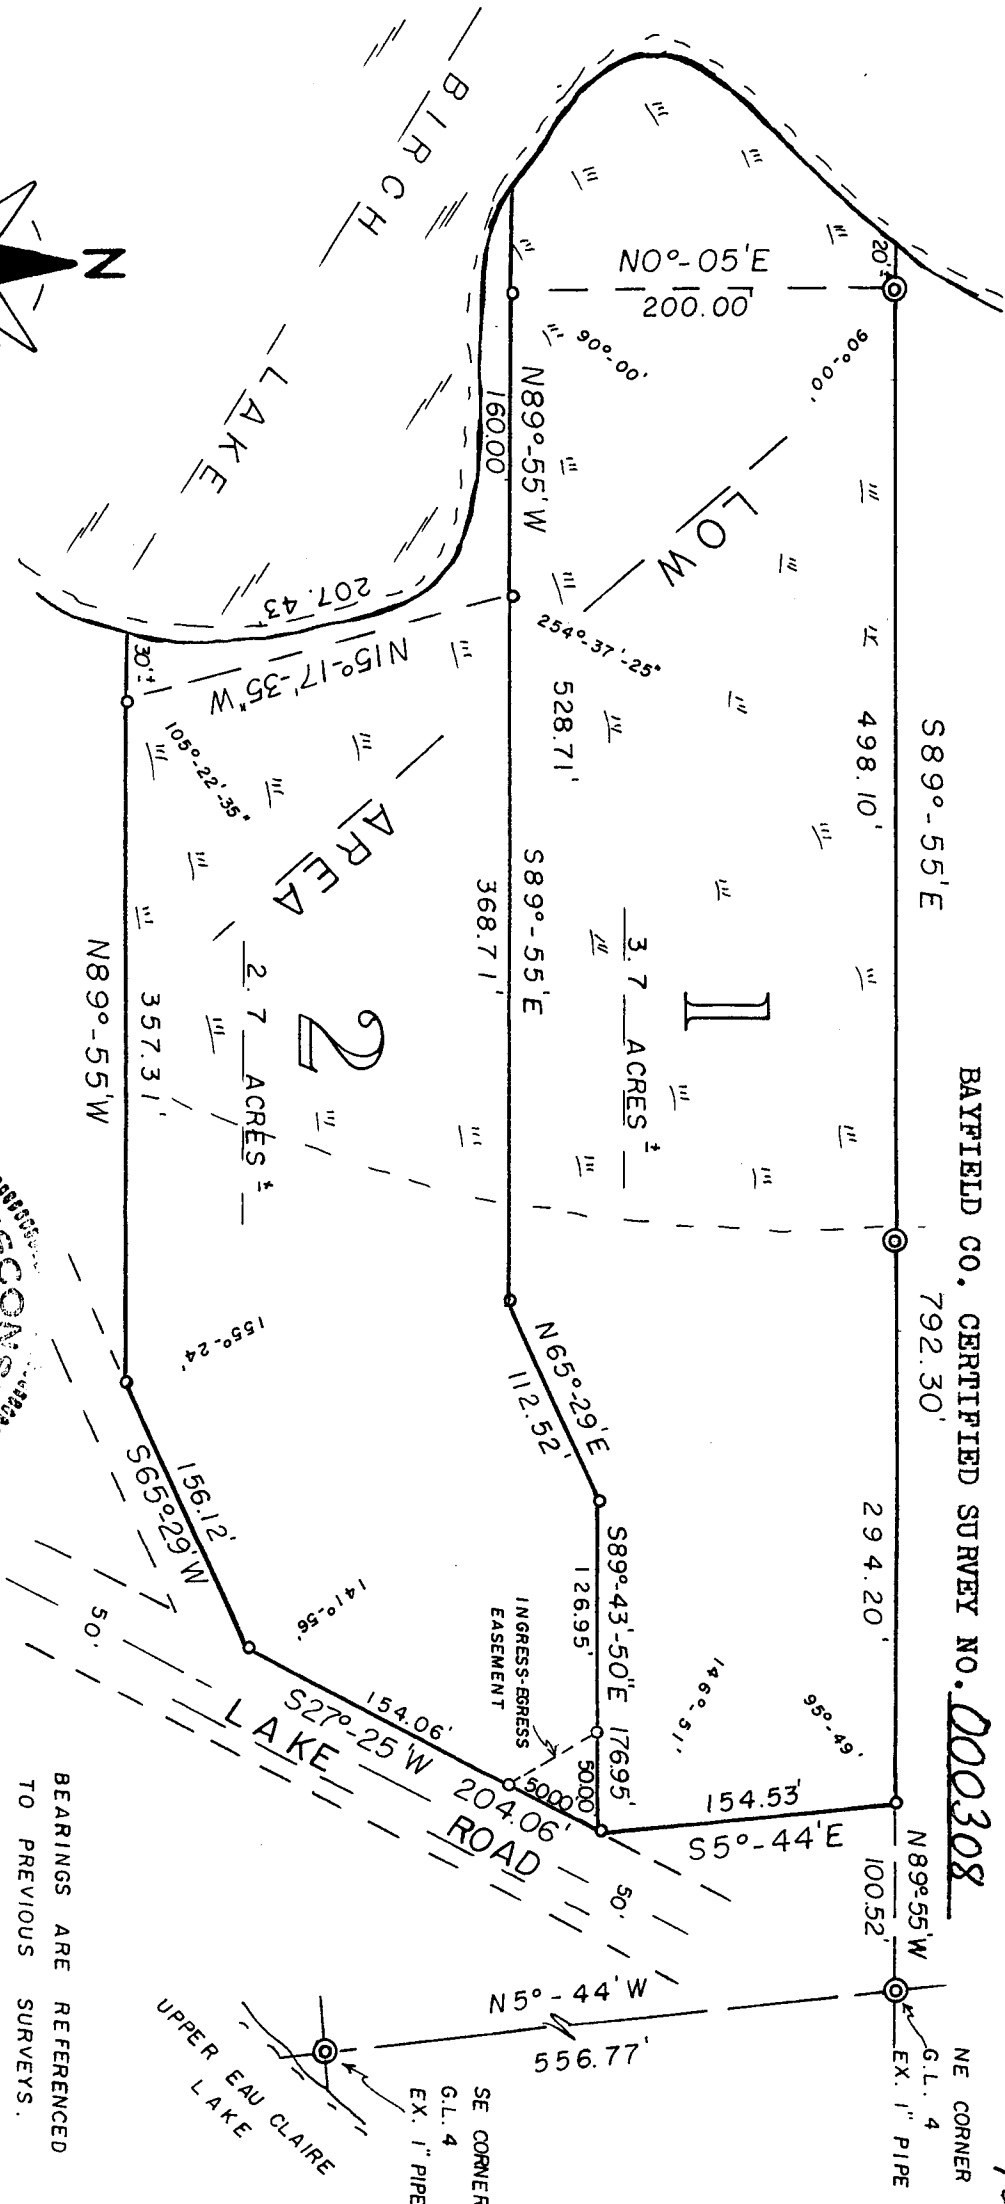 BAYFIELD CO. CERTIFIED SURVEY NO. 000308
NE CORNER
G.L. 4
EX. 1" PIPE
S89°-55'E
792.30'
N89°55'W
100.52'
20'±
498.10'
294.20'
N0°-05'E
200.00'
90°-00'
90°-00'
95°-49'
146°-51'
154.53'
S5°-44'E
LOW
AREA
1
3.7 ACRES ±
254°-37'-25"
N89°-55'W
160.00'
528.71'
S89°-55'E
368.71'
N65°-29'E
112.52'
S89°-43'-50"E
126.95'
176.95'
50.00'
50.00'
INGRESS-EGRESS
EASEMENT
BIRCH
LAKE
207.43'
N15°-17'-35"W
30'±
105°-22'-35"
2
2.7 ACRES ±
357.31'
N89°-55'W
155°-24'
156.12'
S65°-29'W
141°-56'
154.06'
S27°-25'W
204.06'
LAKE
ROAD
50'
50'
N5°-44'W
556.77'
SE CORNER
G.L. 4
EX. 1" PIPE
UPPER EAU CLAIRE
LAKE
N
BEARINGS ARE REFERENCED
TO PREVIOUS SURVEYS.